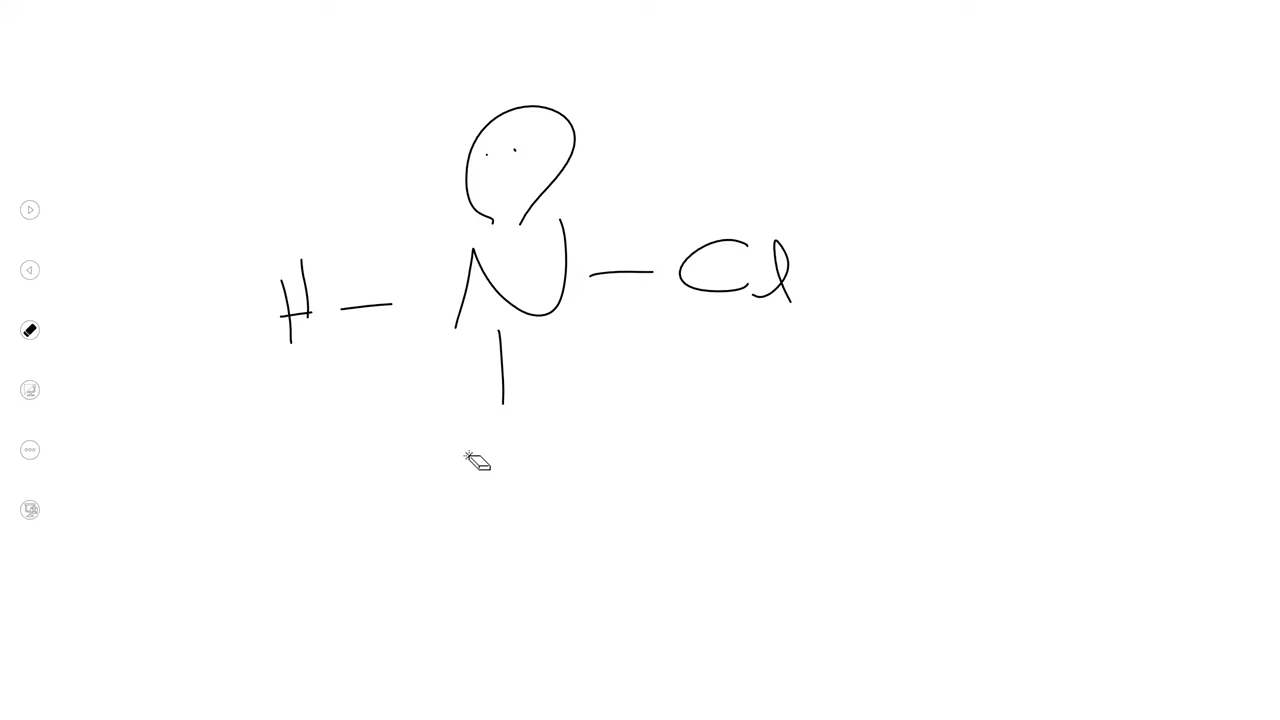 H — N — Cl